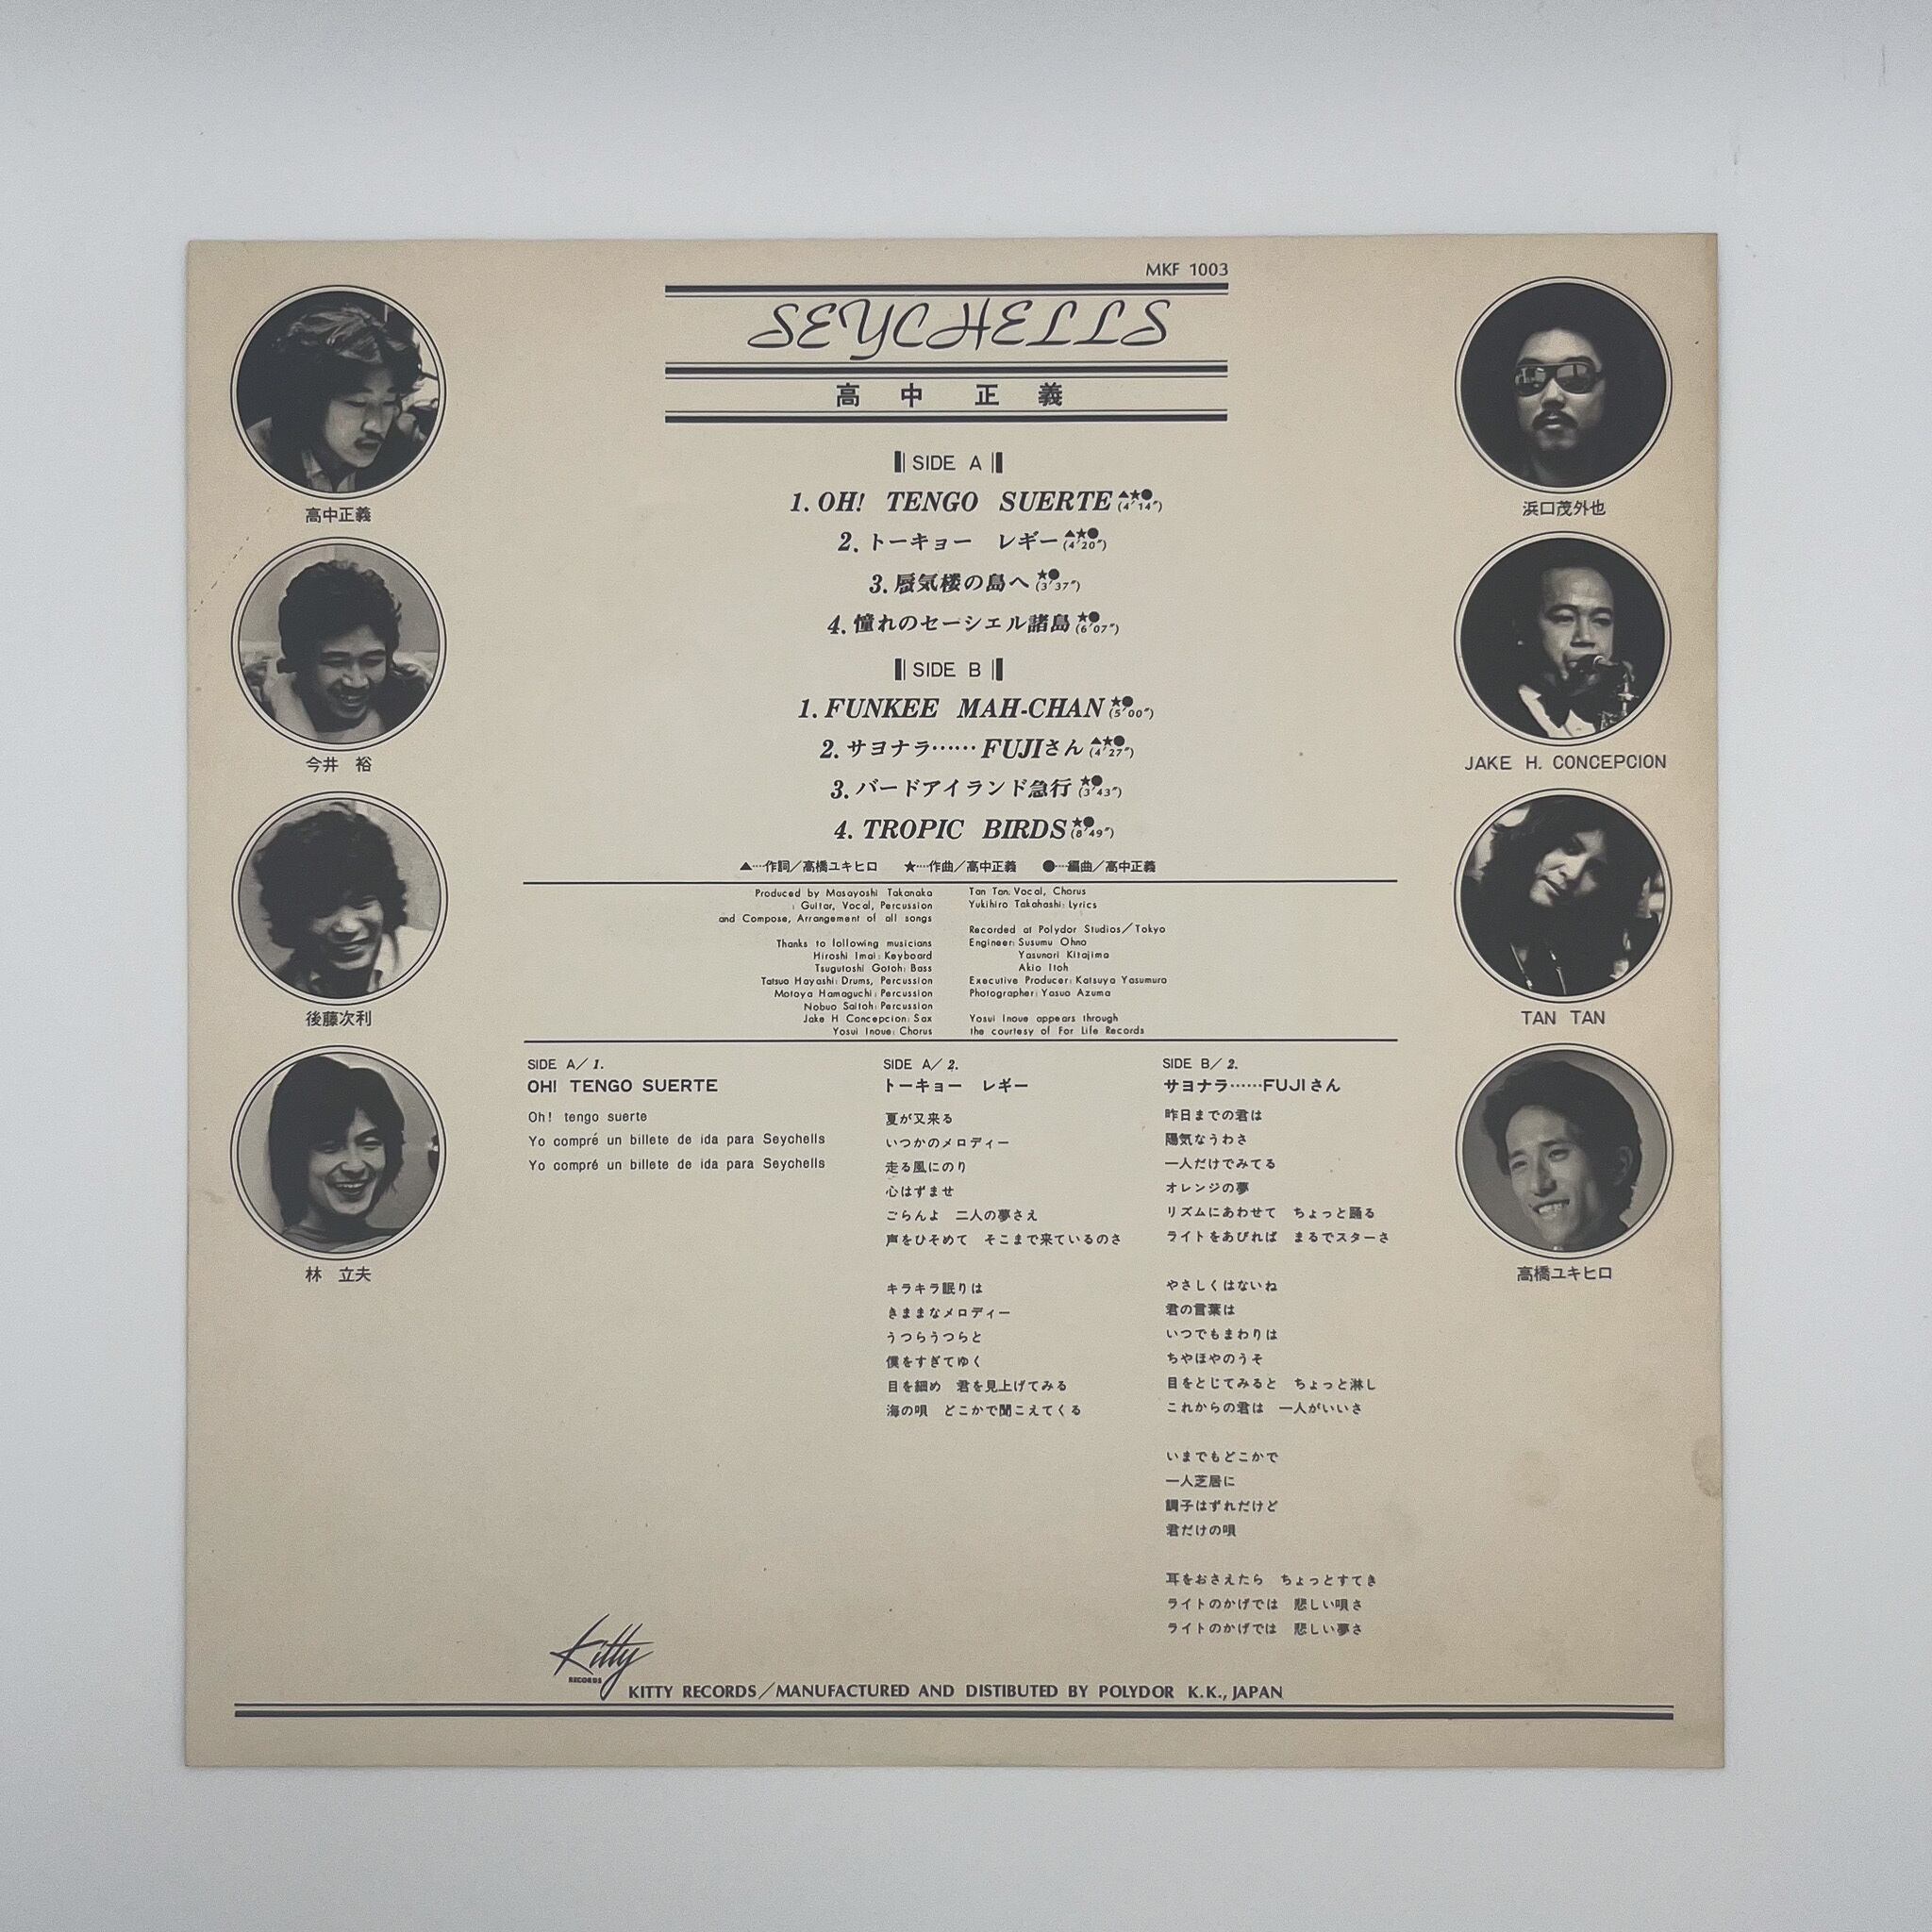 MKF 1003
SEYCHELLS
高中正義
SIDE A
1. OH! TENGO SUERTE▲★●(4′14″)
2. トーキョー　レギー▲★●(4′20″)
3. 蜃気楼の島へ★●(3′37″)
4. 憧れのセーシェル諸島★●(6′07″)
SIDE B
1. FUNKEE MAH-CHAN★●(5′00″)
2. サヨナラ……FUJIさん▲★●(4′27″)
3. バードアイランド急行★●(3′43″)
4. TROPIC BIRDS★●(8′49″)
▲…作詞／高橋ユキヒロ　★…作曲／高中正義　●…編曲／高中正義
Produced by Masayoshi Takanaka
: Guitar, Vocal, Percussion
and Compose, Arrangement of all songs
Thanks to following musicians
Hiroshi Imai: Keyboard
Tsugutoshi Gotoh: Bass
Tatsuo Hayashi: Drums, Percussion
Motoya Hamaguchi: Percussion
Nobuo Saitoh: Percussion
Jake H Concepcion: Sax
Yosui Inoue: Chorus
Tan Tan: Vocal, Chorus
Yukihiro Takahashi: Lyrics
Recorded at Polydor Studios／Tokyo
Engineer: Susumu Ohno
Yasunori Kitajima
Akio Itoh
Executive Producer: Katsuya Yasumuro
Photographer: Yasuo Azuma
Yosui Inoue appears through
the courtesy of For Life Records
SIDE A／1.
OH! TENGO SUERTE
Oh! tengo suerte
Yo compré un billete de ida para Seychells
Yo compré un billete de ida para Seychells
SIDE A／2.
トーキョー　レギー
夏が又来る
いつかのメロディー
走る風にのり
心はずませ
ごらんよ　二人の夢さえ
声をひそめて　そこまで来ているのさ
キラキラ眠りは
きままなメロディー
うつらうつらと
僕をすぎてゆく
目を細め　君を見上げてみる
海の唄　どこかで聞こえてくる
SIDE B／2.
サヨナラ……FUJIさん
昨日までの君は
陽気なうわさ
一人だけでみてる
オレンジの夢
リズムにあわせて　ちょっと踊る
ライトをあびれば　まるでスターさ
やさしくはないね
君の言葉は
いつでもまわりは
ちやほやのうそ
目をとじてみると　ちょっと淋し
これからの君は　一人がいいさ
いまでもどこかで
一人芝居に
調子はずれだけど
君だけの唄
耳をおさえたら　ちょっとすてき
ライトのかげでは　悲しい唄さ
ライトのかげでは　悲しい夢さ
高中正義
今井　裕
後藤次利
林　立夫
浜口茂外也
JAKE H. CONCEPCION
TAN TAN
高橋ユキヒロ
Kitty
RECORDS
KITTY RECORDS／MANUFACTURED AND DISTIBUTED BY POLYDOR K.K., JAPAN